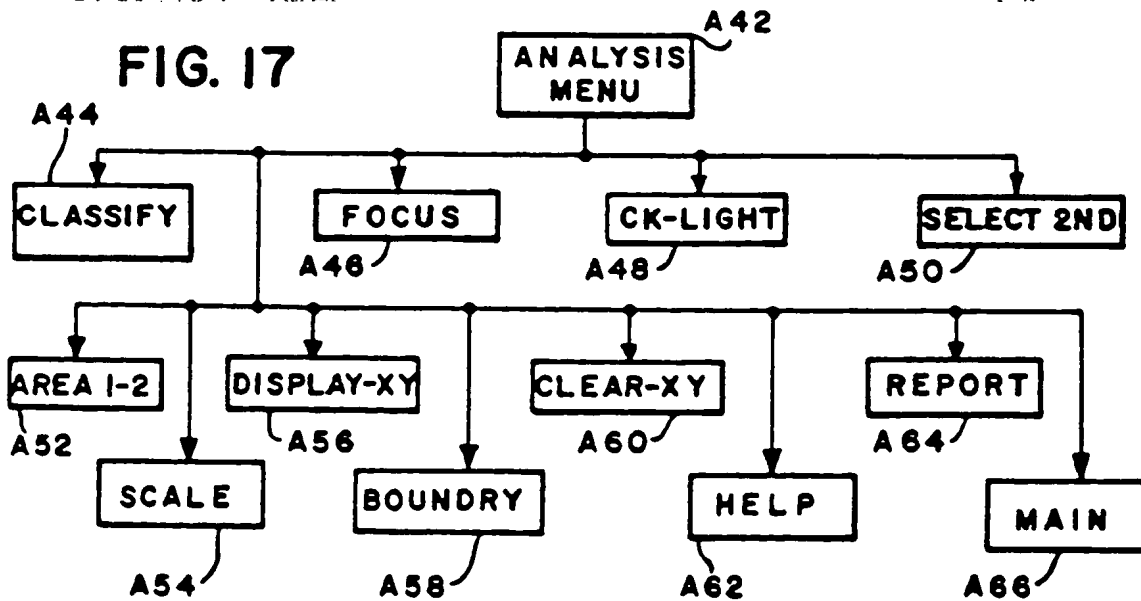 A42
FIG. 17
ANALYSIS
MENU
A44
CLASSIFY
FOCUS
CK-LIGHT
SELECT 2ND
A46
A48
A50
AREA 1-2
DISPLAY-XY
CLEAR-XY
REPORT
A52
A56
A60
A64
SCALE
BOUNDRY
HELP
MAIN
A54
A58
A62
A66